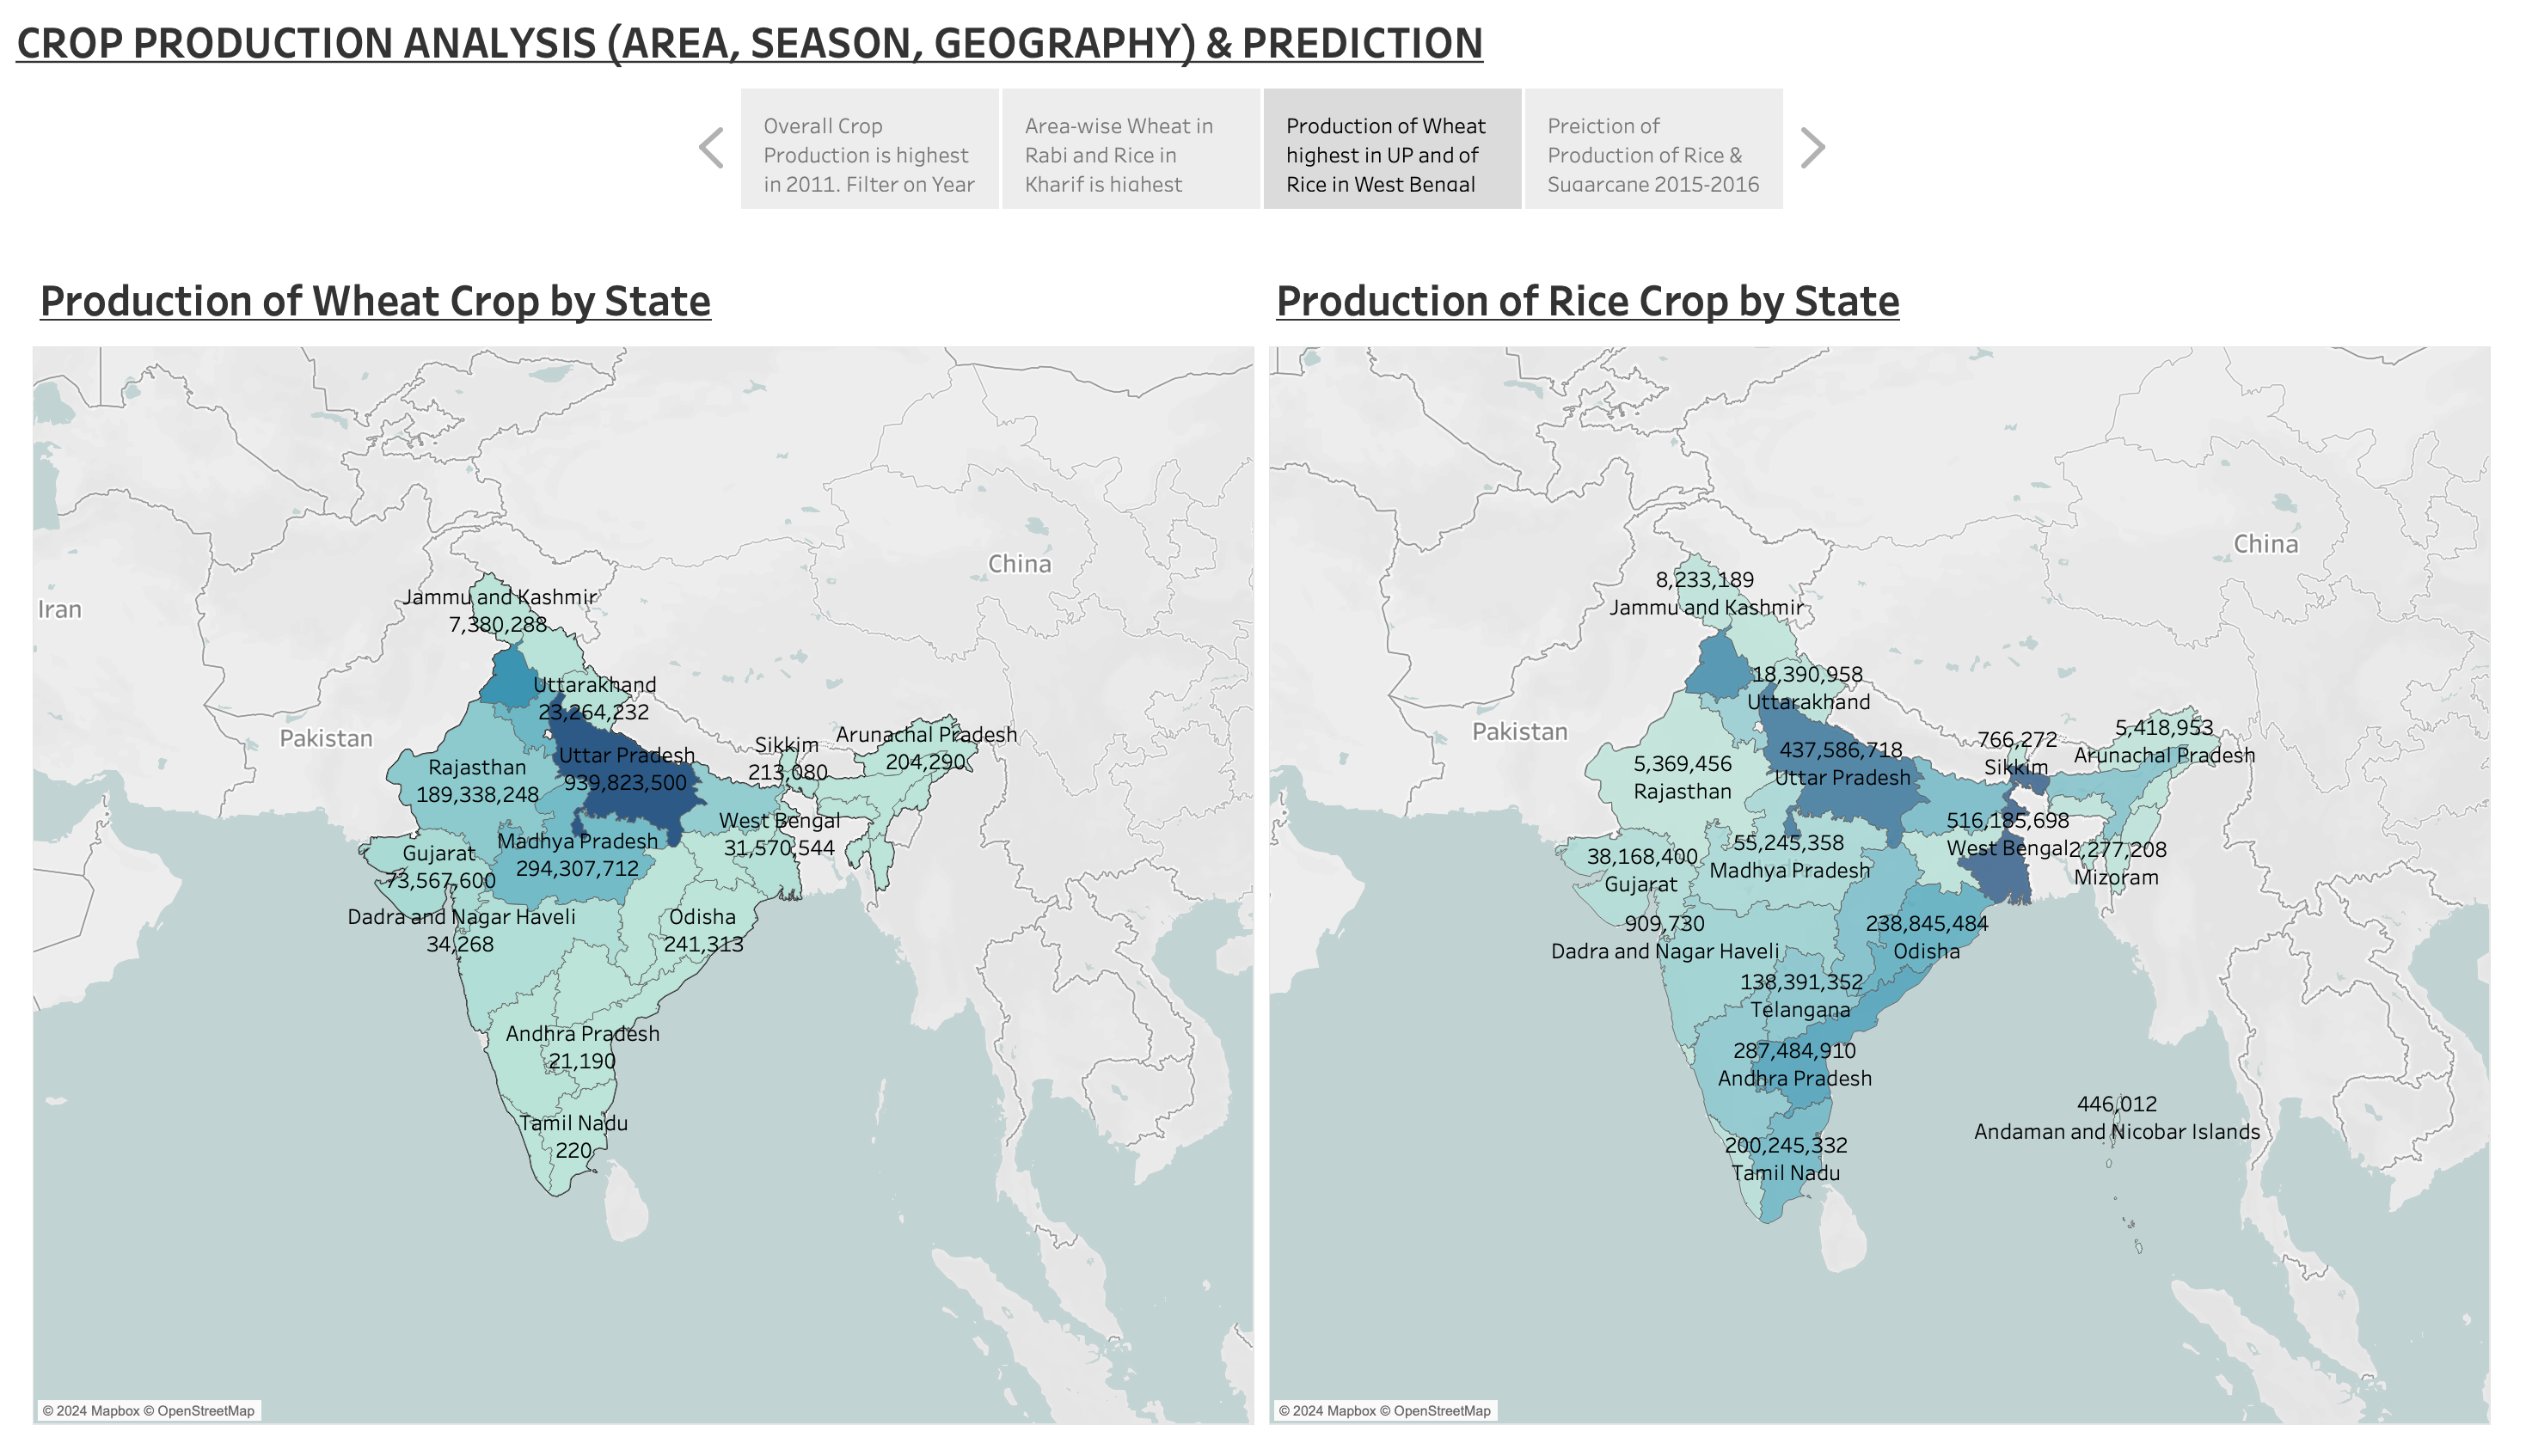 CROP PRODUCTION ANALYSIS (AREA, SEASON, GEOGRAPHY) & PREDICTION
Overall Crop
Production is highest
in 2011. Filter on Year
Area-wise Wheat in
Rabi and Rice in
Kharif is highest
Production of Wheat
highest in UP and of
Rice in West Bengal
Preiction of
Production of Rice &
Sugarcane 2015-2016
Production of Wheat Crop by State
Iran
Pakistan
China
Jammu and Kashmir
7,380,288
Uttarakhand
23,264,232
Uttar Pradesh
939,823,500
Sikkim
213,080
Arunachal Pradesh
204,290
Rajasthan
189,338,248
West Bengal
31,570,544
Madhya Pradesh
294,307,712
Gujarat
73,567,600
Dadra and Nagar Haveli
34,268
Odisha
241,313
Andhra Pradesh
21,190
Tamil Nadu
220
© 2024 Mapbox © OpenStreetMap
Production of Rice Crop by State
China
Pakistan
8,233,189
Jammu and Kashmir
18,390,958
Uttarakhand
437,586,718
Uttar Pradesh
766,272
Sikkim
5,418,953
Arunachal Pradesh
5,369,456
Rajasthan
516,185,698
West Bengal
2,277,208
Mizoram
55,245,358
Madhya Pradesh
38,168,400
Gujarat
909,730
Dadra and Nagar Haveli
238,845,484
Odisha
138,391,352
Telangana
287,484,910
Andhra Pradesh
446,012
Andaman and Nicobar Islands
200,245,332
Tamil Nadu
© 2024 Mapbox © OpenStreetMap